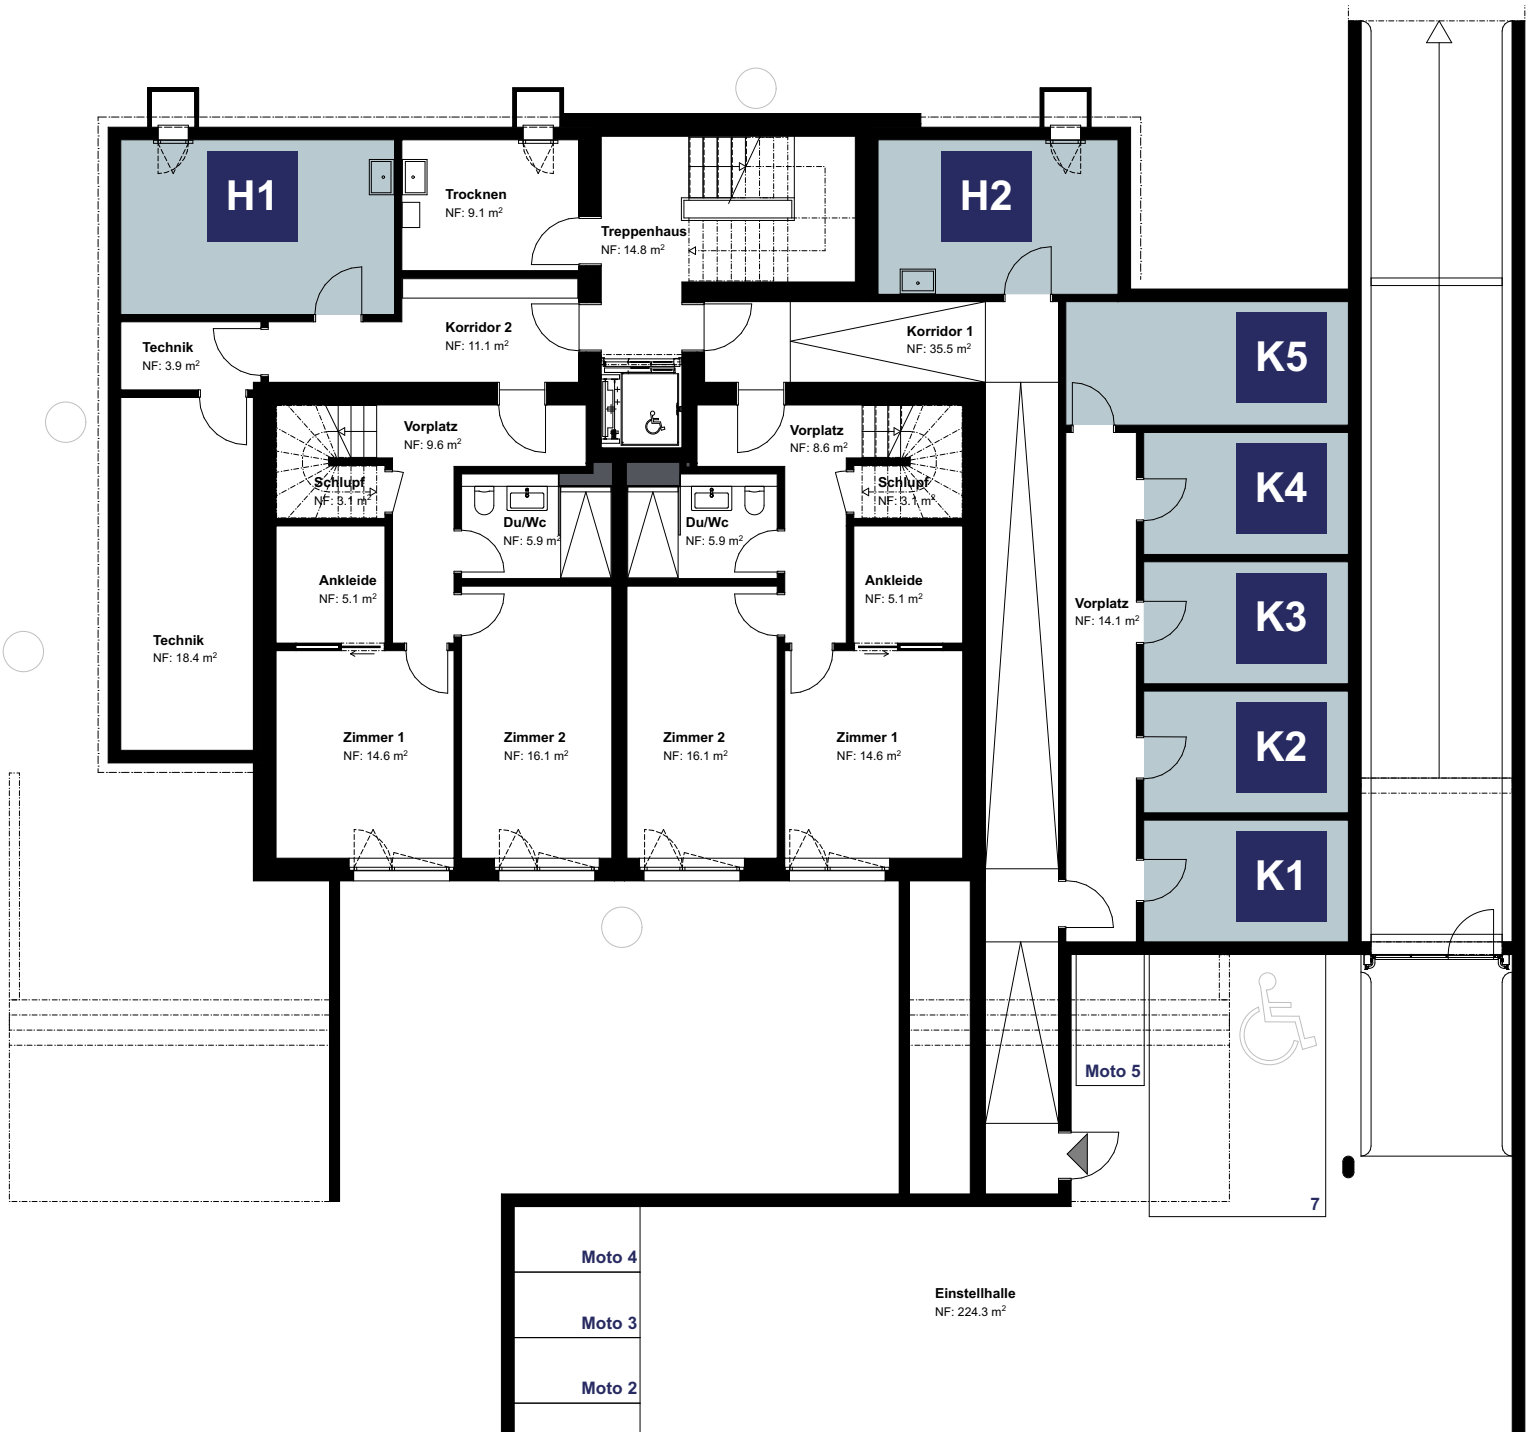 H1
Trocknen
NF: 9.1 m²
Treppenhaus
NF: 14.8 m²
H2
Technik
NF: 3.9 m²
Korridor 2
NF: 11.1 m²
Korridor 1
NF: 35.5 m²
K5
Vorplatz
NF: 9.6 m²
Vorplatz
NF: 8.6 m²
Schlupf
NF: 3.1 m²
Schlupf
NF: 3.1 m²
K4
Du/Wc
NF: 5.9 m²
Du/Wc
NF: 5.9 m²
Ankleide
NF: 5.1 m²
Ankleide
NF: 5.1 m²
Vorplatz
NF: 14.1 m²
K3
Technik
NF: 18.4 m²
Zimmer 1
NF: 14.6 m²
Zimmer 2
NF: 16.1 m²
Zimmer 2
NF: 16.1 m²
Zimmer 1
NF: 14.6 m²
K2
K1
Moto 5
7
Moto 4
Einstellhalle
NF: 224.3 m²
Moto 3
Moto 2